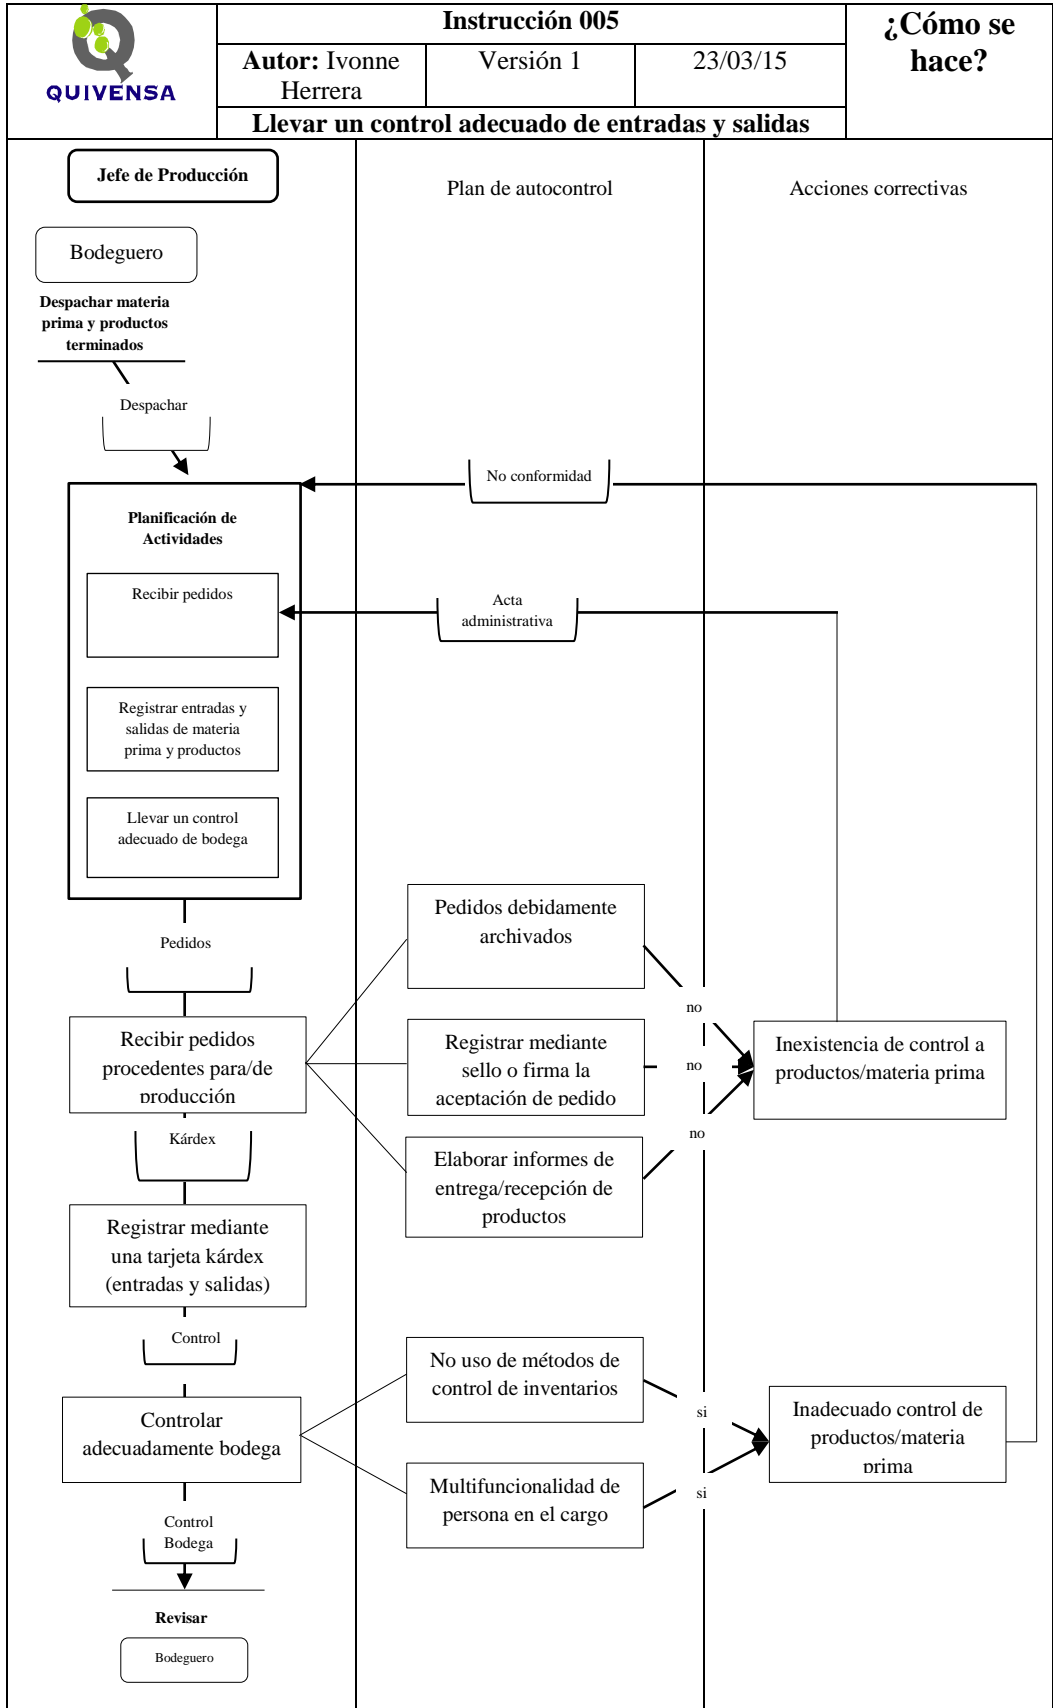 QUIVENSA
Instrucción 005
Autor: Ivonne
Herrera
Versión 1
23/03/15
Llevar un control adecuado de entradas y salidas
¿Cómo se
hace?
Jefe de Producción
Plan de autocontrol
Acciones correctivas
Bodeguero
Despachar materia
prima y productos
terminados
Despachar
No conformidad
Planificación de
Actividades
Recibir pedidos
Acta
administrativa
Registrar entradas y
salidas de materia
prima y productos
Llevar un control
adecuado de bodega
Pedidos debidamente
archivados
Pedidos
no
Recibir pedidos
procedentes para/de
producción
Registrar mediante
sello o firma la
aceptación de pedido
no
Inexistencia de control a
productos/materia prima
Kárdex
no
Elaborar informes de
entrega/recepción de
productos
Registrar mediante
una tarjeta kárdex
(entradas y salidas)
Control
No uso de métodos de
control de inventarios
si
Controlar
adecuadamente bodega
Inadecuado control de
productos/materia
prima
Multifuncionalidad de
persona en el cargo
si
Control
Bodega
Revisar
Bodeguero